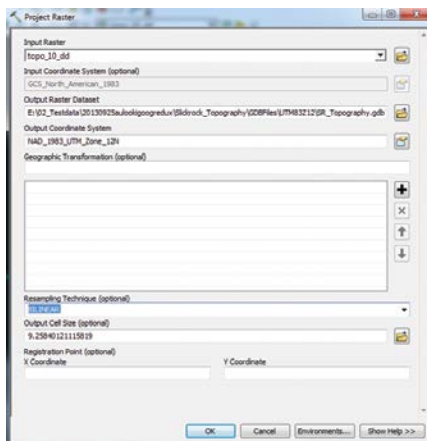 Project Raster
Input Raster
topo_10_dd
Input Coordinate System (optional)
GCS_North_American_1983
Output Raster Dataset
Output Coordinate System
NAD_1983_UTM_Zone_12N
Geographic Transformation (optional)
Resampling Technique (optional)
BILINEAR
Output Cell Size (optional)
9.25840121115819
Registration Point (optional)
X Coordinate Y Coordinate
OK Cancel Environments... Show Help >>